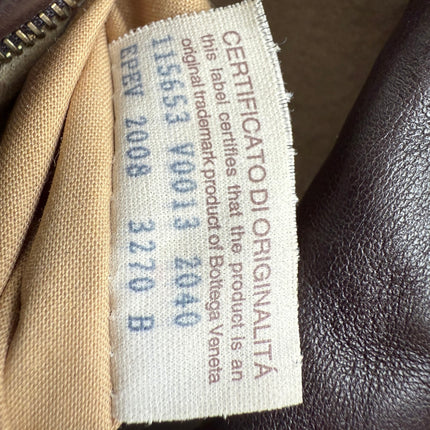 CERTIFICATO DI ORIGINALITÁ
this label certifies that the product is an
original trademark product of Bottega Veneta
115653 V0013 2040
EPEV 2008 3270 B